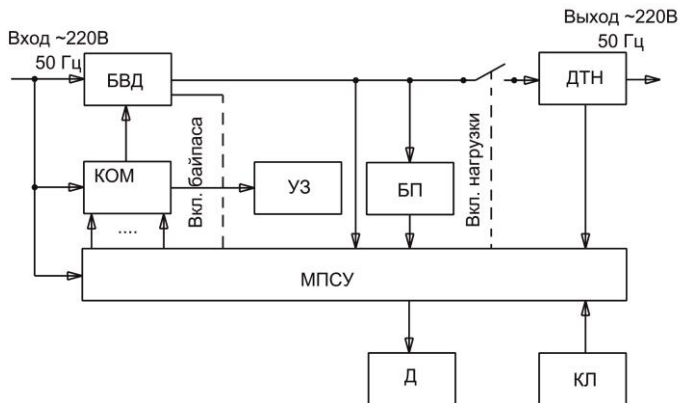 Вход ~220В
50 Гц
Выход ~220В
50 Гц
БВД
ДТН
КОМ
Вкл. байпаса
УЗ
БП
Вкл. нагрузки
....
МПСУ
Д
КЛ